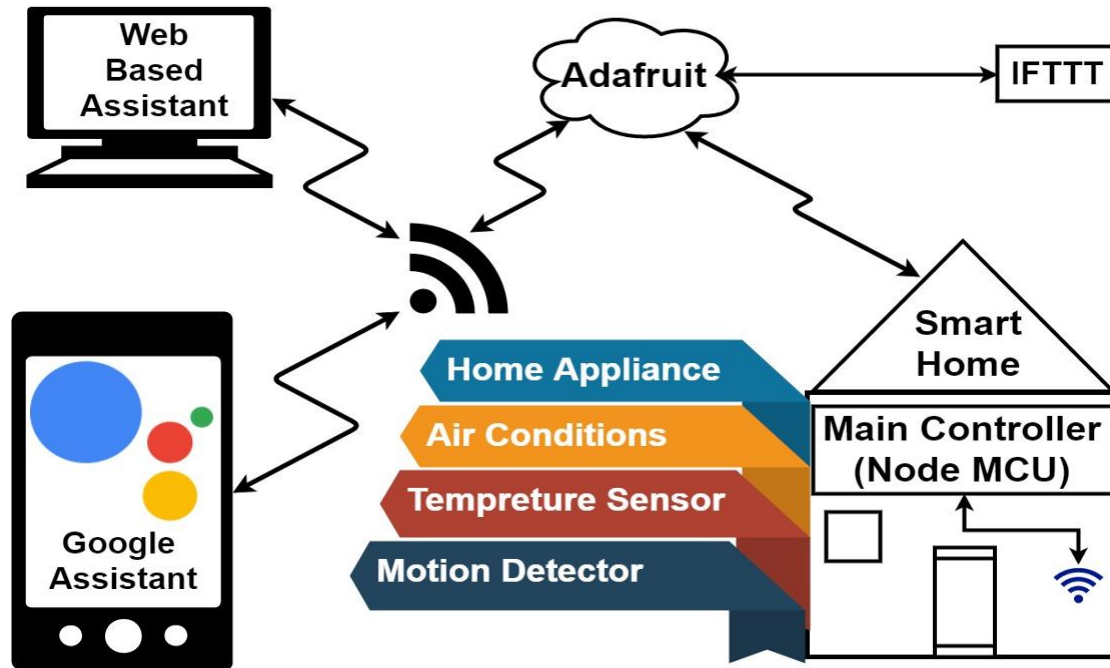 Web
Based
Assistant
Adafruit
IFTTT
Smart
Home
Home Appliance
Air Conditions
Main Controller
(Node MCU)
Tempreture Sensor
Motion Detector
Google
Assistant